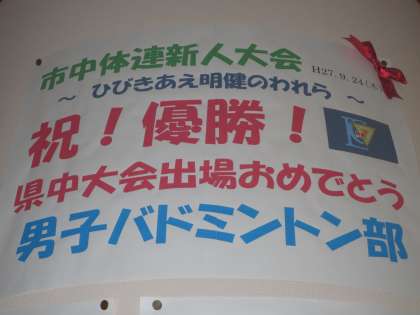 市中体連新人大会
H27.9.24(木)
～ ひびきあえ明健のわれら ～
祝！優勝！
県中大会出場おめでとう
男子バドミントン部